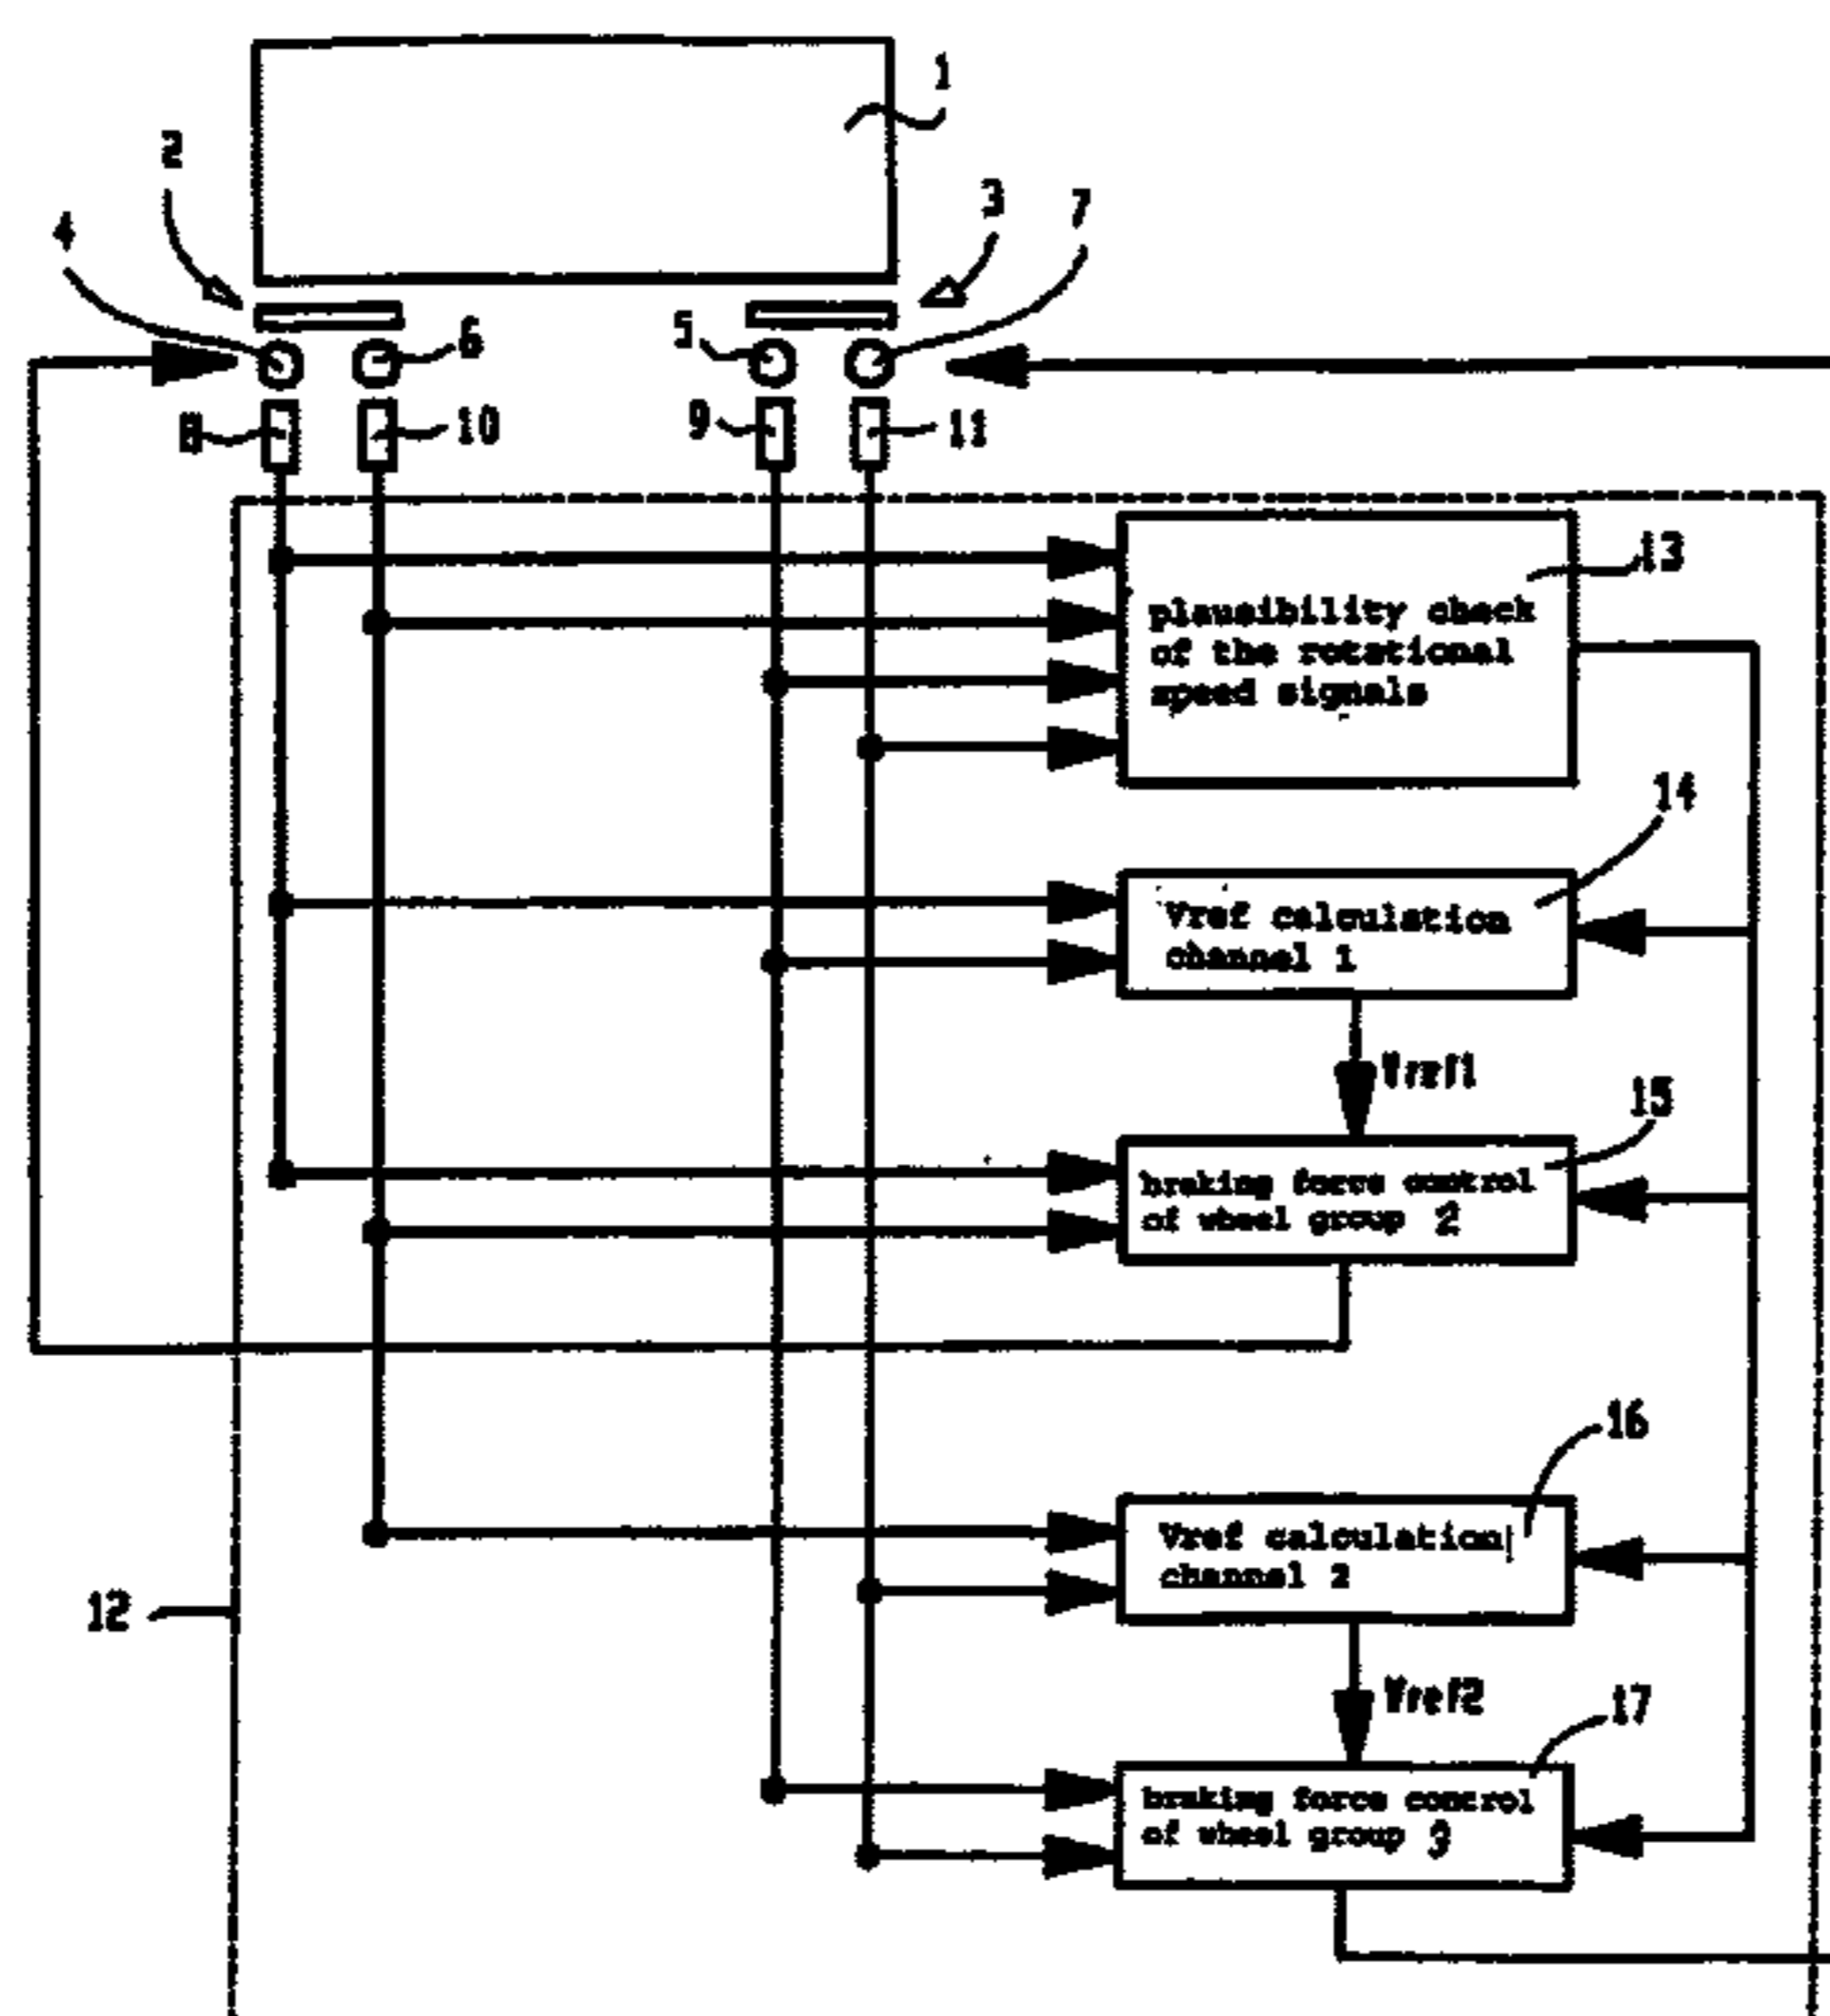 1
2
3
7
4
6
5
8
10
9
11
13
plausibility check
of the rotational
speed signals
14
Vref calculation
channel 1
Vref1
15
braking force control
of wheel group 2
16
Vref calculation
channel 2
12
Vref2
17
braking force control
of wheel group 3